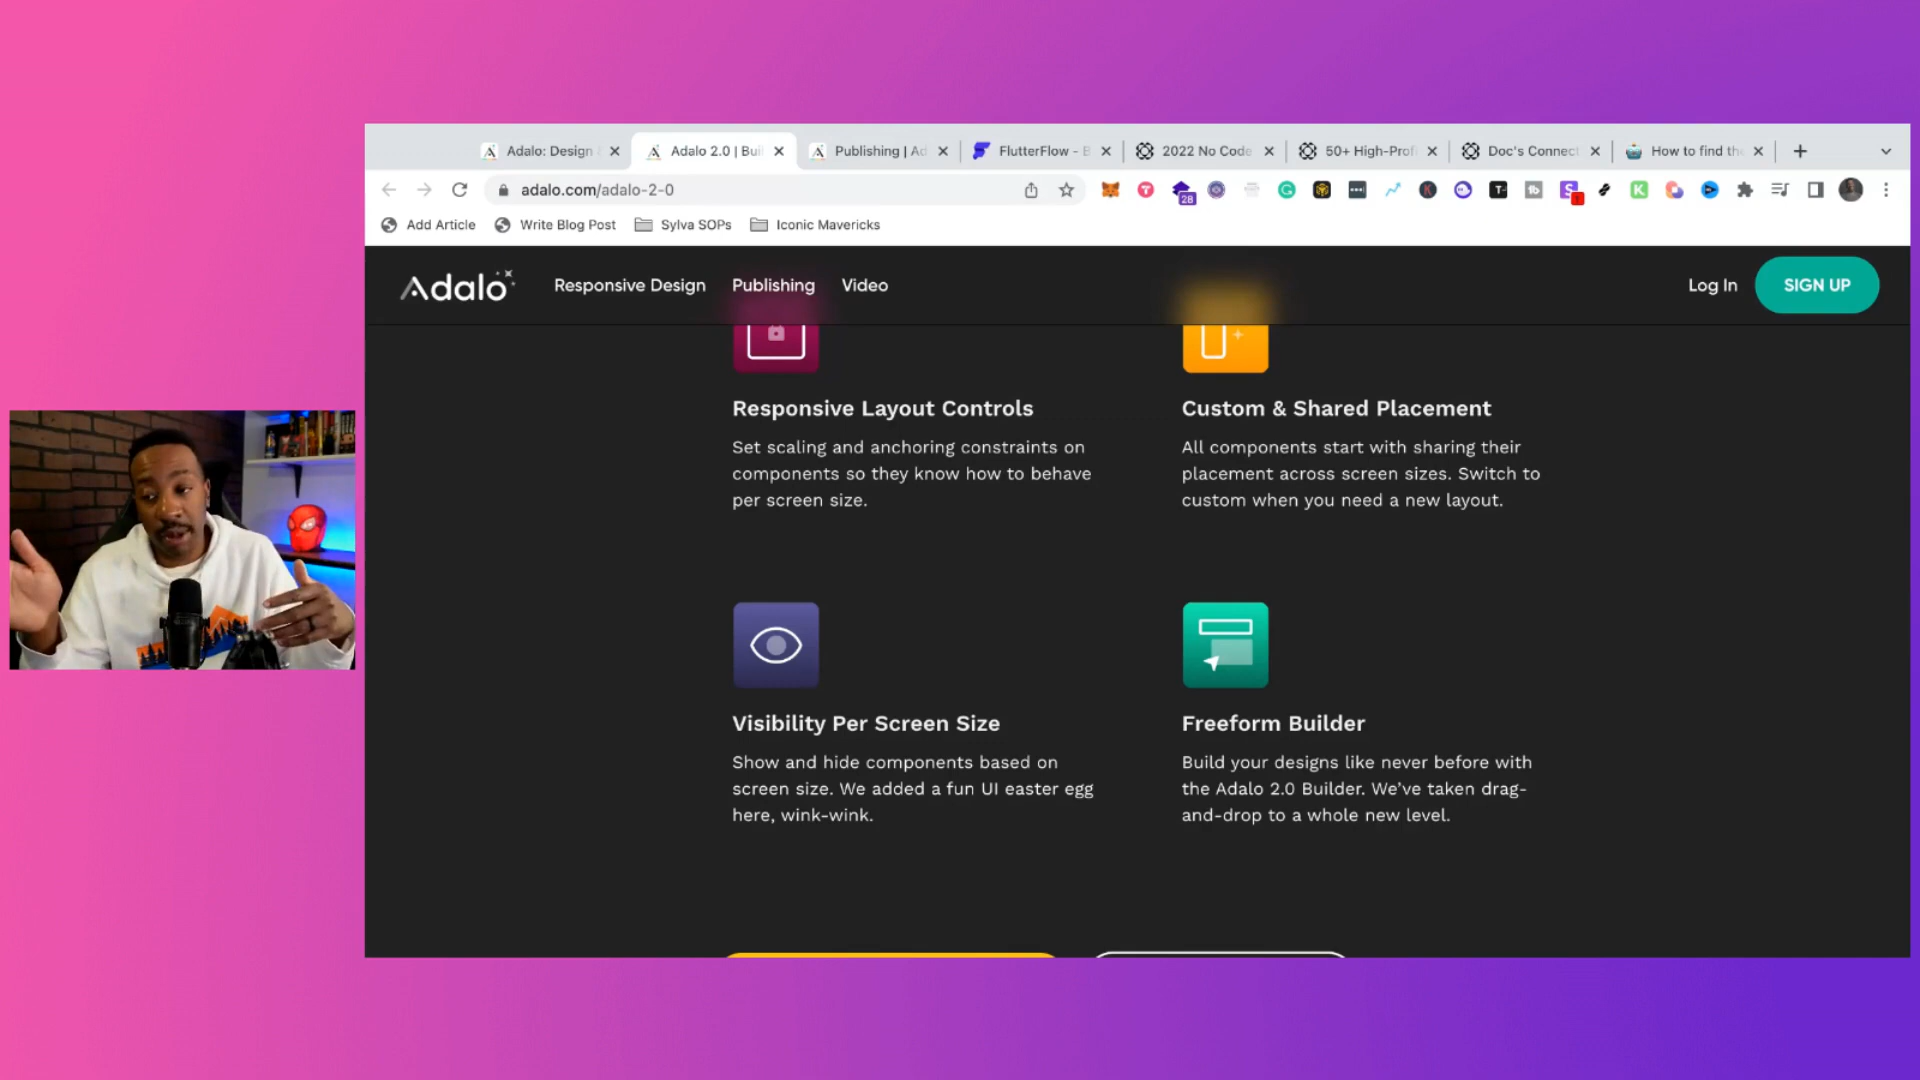 Adalo: Design
Adalo 2.0 | Bui
Publishing | Ad
FlutterFlow - B
2022 No Code
50+ High-Profi
Doc's Connect
How to find the
adalo.com/adalo-2-0
28
Add Article
Write Blog Post
Sylva SOPs
Iconic Mavericks
Adalo
Responsive Design
Publishing
Video
Log In
SIGN UP
Responsive Layout Controls
Set scaling and anchoring constraints on
components so they know how to behave
per screen size.
Custom & Shared Placement
All components start with sharing their
placement across screen sizes. Switch to
custom when you need a new layout.
Visibility Per Screen Size
Show and hide components based on
screen size. We added a fun UI easter egg
here, wink-wink.
Freeform Builder
Build your designs like never before with
the Adalo 2.0 Builder. We’ve taken drag-
and-drop to a whole new level.